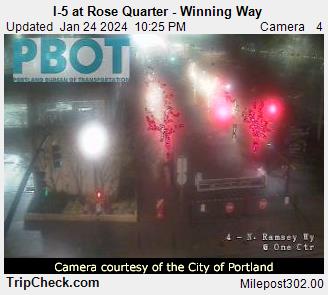 I-5 at Rose Quarter - Winning Way
Updated Jan 24 2024 10:25 PM Camera 4
PBOT
PORTLAND BUREAU OF TRANSPORTATION
4 - N. Ramsey Wy
@ One Ctr
Camera courtesy of the City of Portland
TripCheck.com Milepost302.00